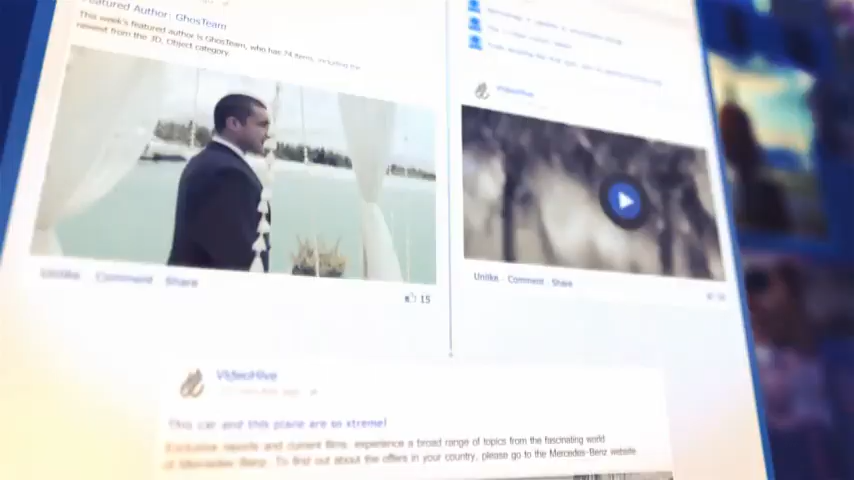 Featured Author: GhosTeam
This week's featured author is GhosTeam, who has 74 items, including the
newest from the 3D, Object category.
VideoHive
Unlike Comment Share
15
Unlike Comment Share
VideoHive
This car and this plane are so xtreme!
Exclusive reports and current films, experience a broad range of topics from the fascinating world
of Mercedes-Benz. To find out about the offers in your country, please go to the Mercedes-Benz website